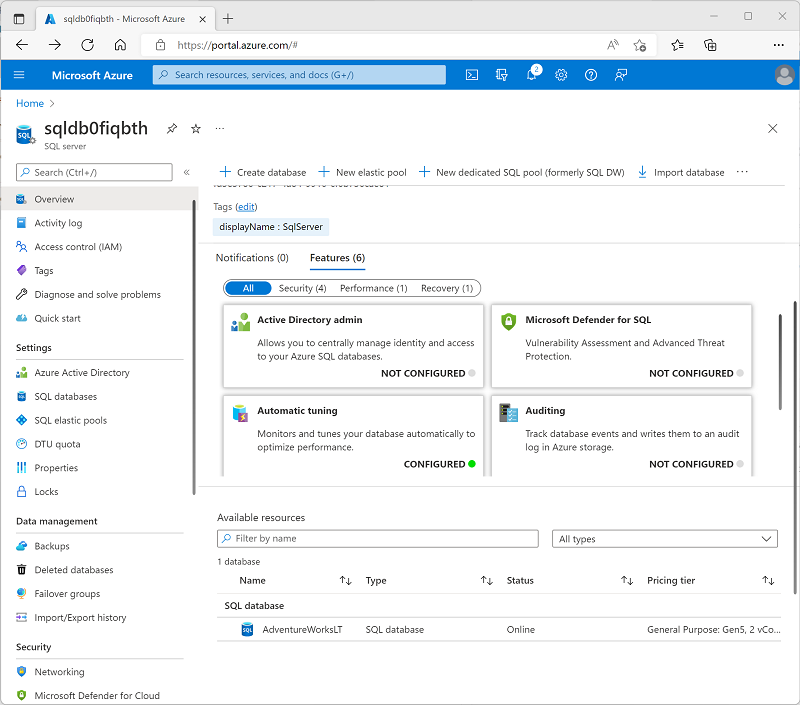 sqldb0fiqbth - Microsoft Azure
https://portal.azure.com/#
Microsoft Azure
Search resources, services, and docs (G+/)
2
Home
sqldb0fiqbth
SQL server
Search (Ctrl+/)
Overview
Activity log
Access control (IAM)
Tags
Diagnose and solve problems
Quick start
Settings
Azure Active Directory
SQL databases
SQL elastic pools
DTU quota
Properties
Locks
Data management
Backups
Deleted databases
Failover groups
Import/Export history
Security
Networking
Microsoft Defender for Cloud
Create database
New elastic pool
New dedicated SQL pool (formerly SQL DW)
Import database
Tags (edit)
displayName : SqlServer
Notifications (0)
Features (6)
All
Security (4)
Performance (1)
Recovery (1)
Active Directory admin
Allows you to centrally manage identity and access
to your Azure SQL databases.
NOT CONFIGURED
Microsoft Defender for SQL
Vulnerability Assessment and Advanced Threat
Protection.
NOT CONFIGURED
Automatic tuning
Monitors and tunes your database automatically to
optimize performance.
CONFIGURED
Auditing
Track database events and writes them to an audit
log in Azure storage.
NOT CONFIGURED
Available resources
Filter by name
All types
1 database
Name Type Status Pricing tier
SQL database
AdventureWorksLT SQL database Online General Purpose: Gen5, 2 vCo...